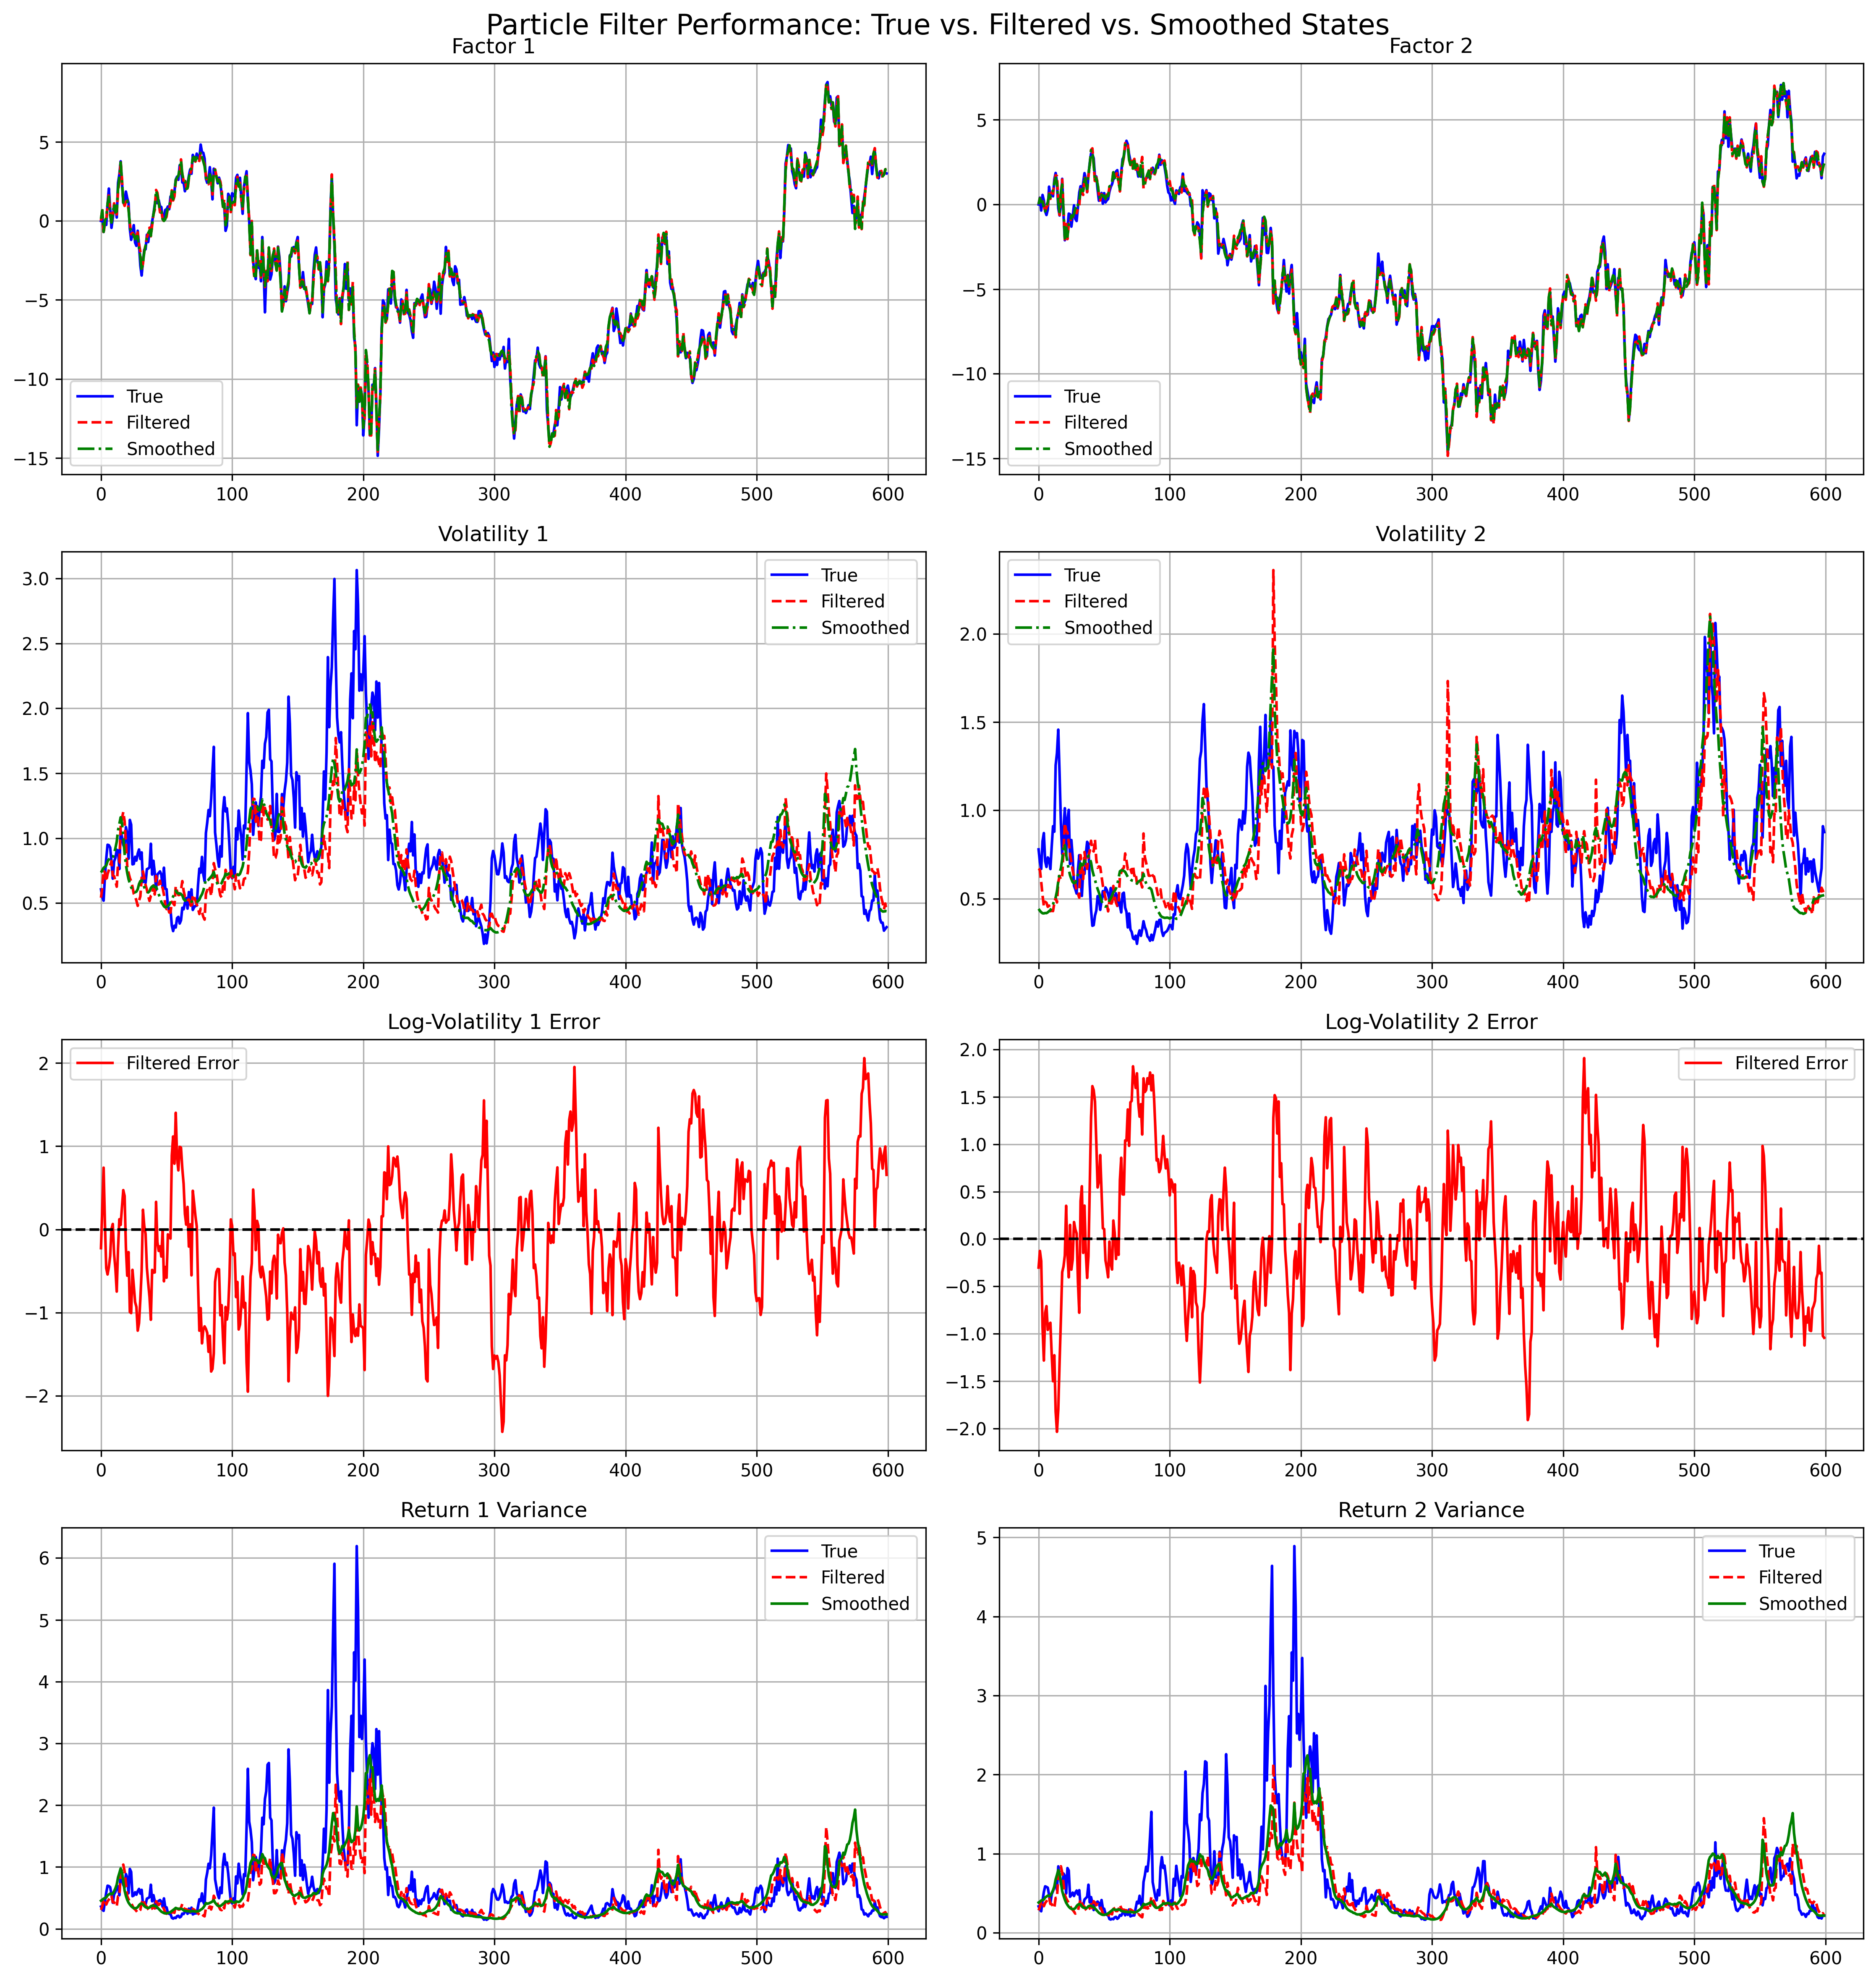 Particle Filter Performance: True vs. Filtered vs. Smoothed States
Factor 1
5
0
−5
−10
−15
True
Filtered
Smoothed
0 100 200 300 400 500 600
Factor 2
5
0
−5
−10
−15
True
Filtered
Smoothed
0 100 200 300 400 500 600
Volatility 1
3.0
2.5
2.0
1.5
1.0
0.5
True
Filtered
Smoothed
0 100 200 300 400 500 600
Volatility 2
2.0
1.5
1.0
0.5
True
Filtered
Smoothed
0 100 200 300 400 500 600
Log-Volatility 1 Error
2
1
0
−1
−2
Filtered Error
0 100 200 300 400 500 600
Log-Volatility 2 Error
2.0
1.5
1.0
0.5
0.0
−0.5
−1.0
−1.5
−2.0
Filtered Error
0 100 200 300 400 500 600
Return 1 Variance
6
5
4
3
2
1
0
True
Filtered
Smoothed
0 100 200 300 400 500 600
Return 2 Variance
5
4
3
2
1
0
True
Filtered
Smoothed
0 100 200 300 400 500 600